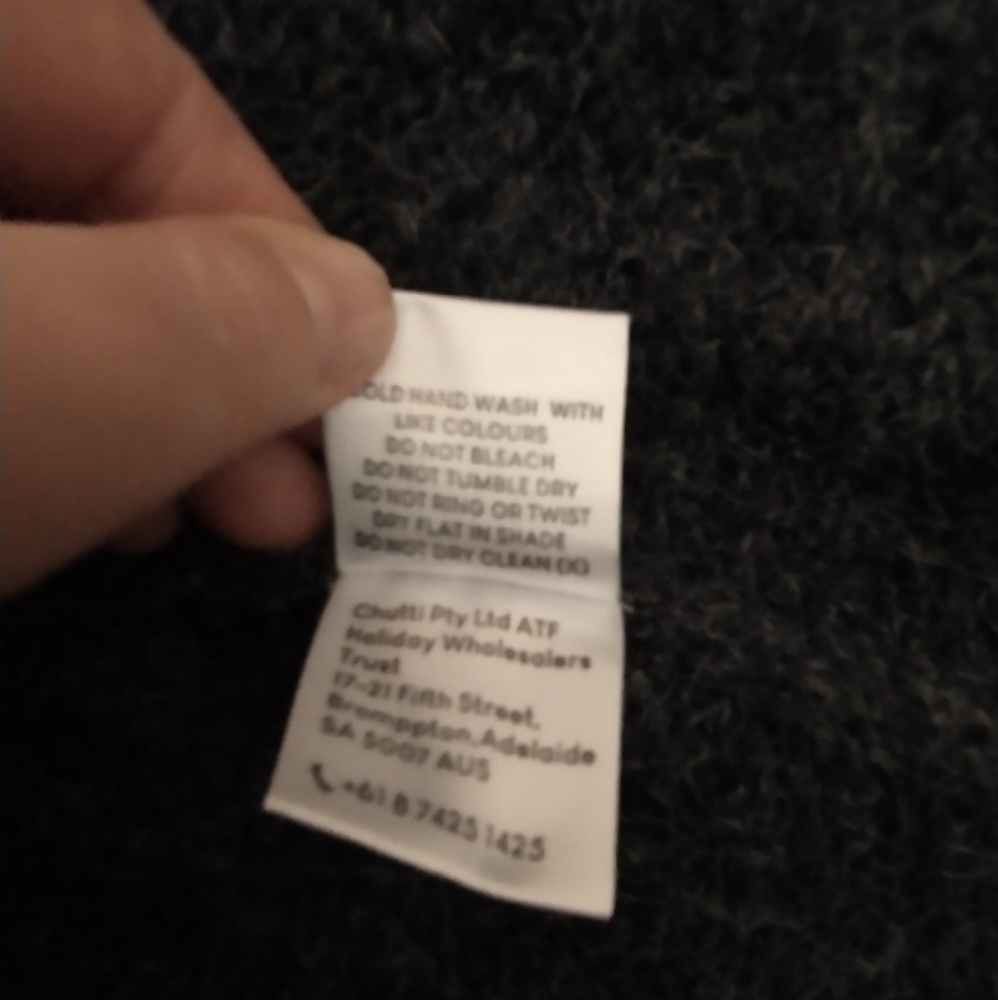 COLD HAND WASH WITH
LIKE COLOURS
DO NOT BLEACH
DO NOT TUMBLE DRY
DO NOT RING OR TWIST
DRY FLAT IN SHADE
DO NOT DRY CLEAN (X)
Chutti Pty Ltd ATF
Holiday Wholesalers
Trust
17-21 Fifth Street,
Bromppton,Adelaide
SA 5007 AUS
+61 8 7425 1425